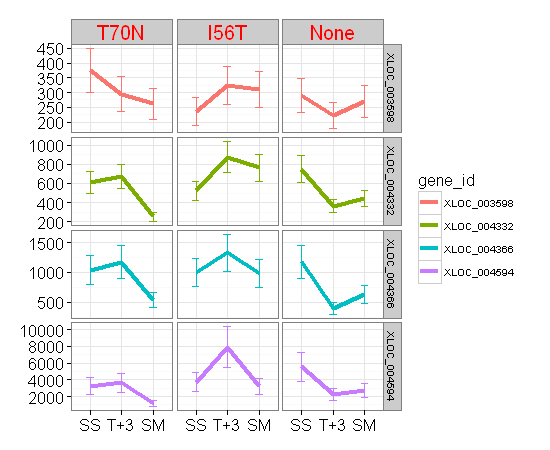 T70N I56T None
450
400
350
300
250
200
XLOC_003598
1000
800
600
400
200
XLOC_004332
1500
1000
500
XLOC_004366
10000
8000
6000
4000
2000
XLOC_004594
SS T+3 SM SS T+3 SM SS T+3 SM
gene_id
XLOC_003598
XLOC_004332
XLOC_004366
XLOC_004594